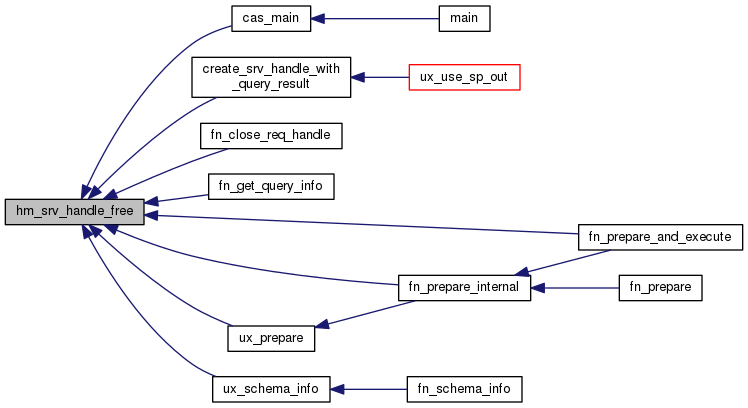 cas_main
main
create_srv_handle_with
_query_result
ux_use_sp_out
fn_close_req_handle
fn_get_query_info
hm_srv_handle_free
fn_prepare_and_execute
fn_prepare_internal
fn_prepare
ux_prepare
ux_schema_info
fn_schema_info